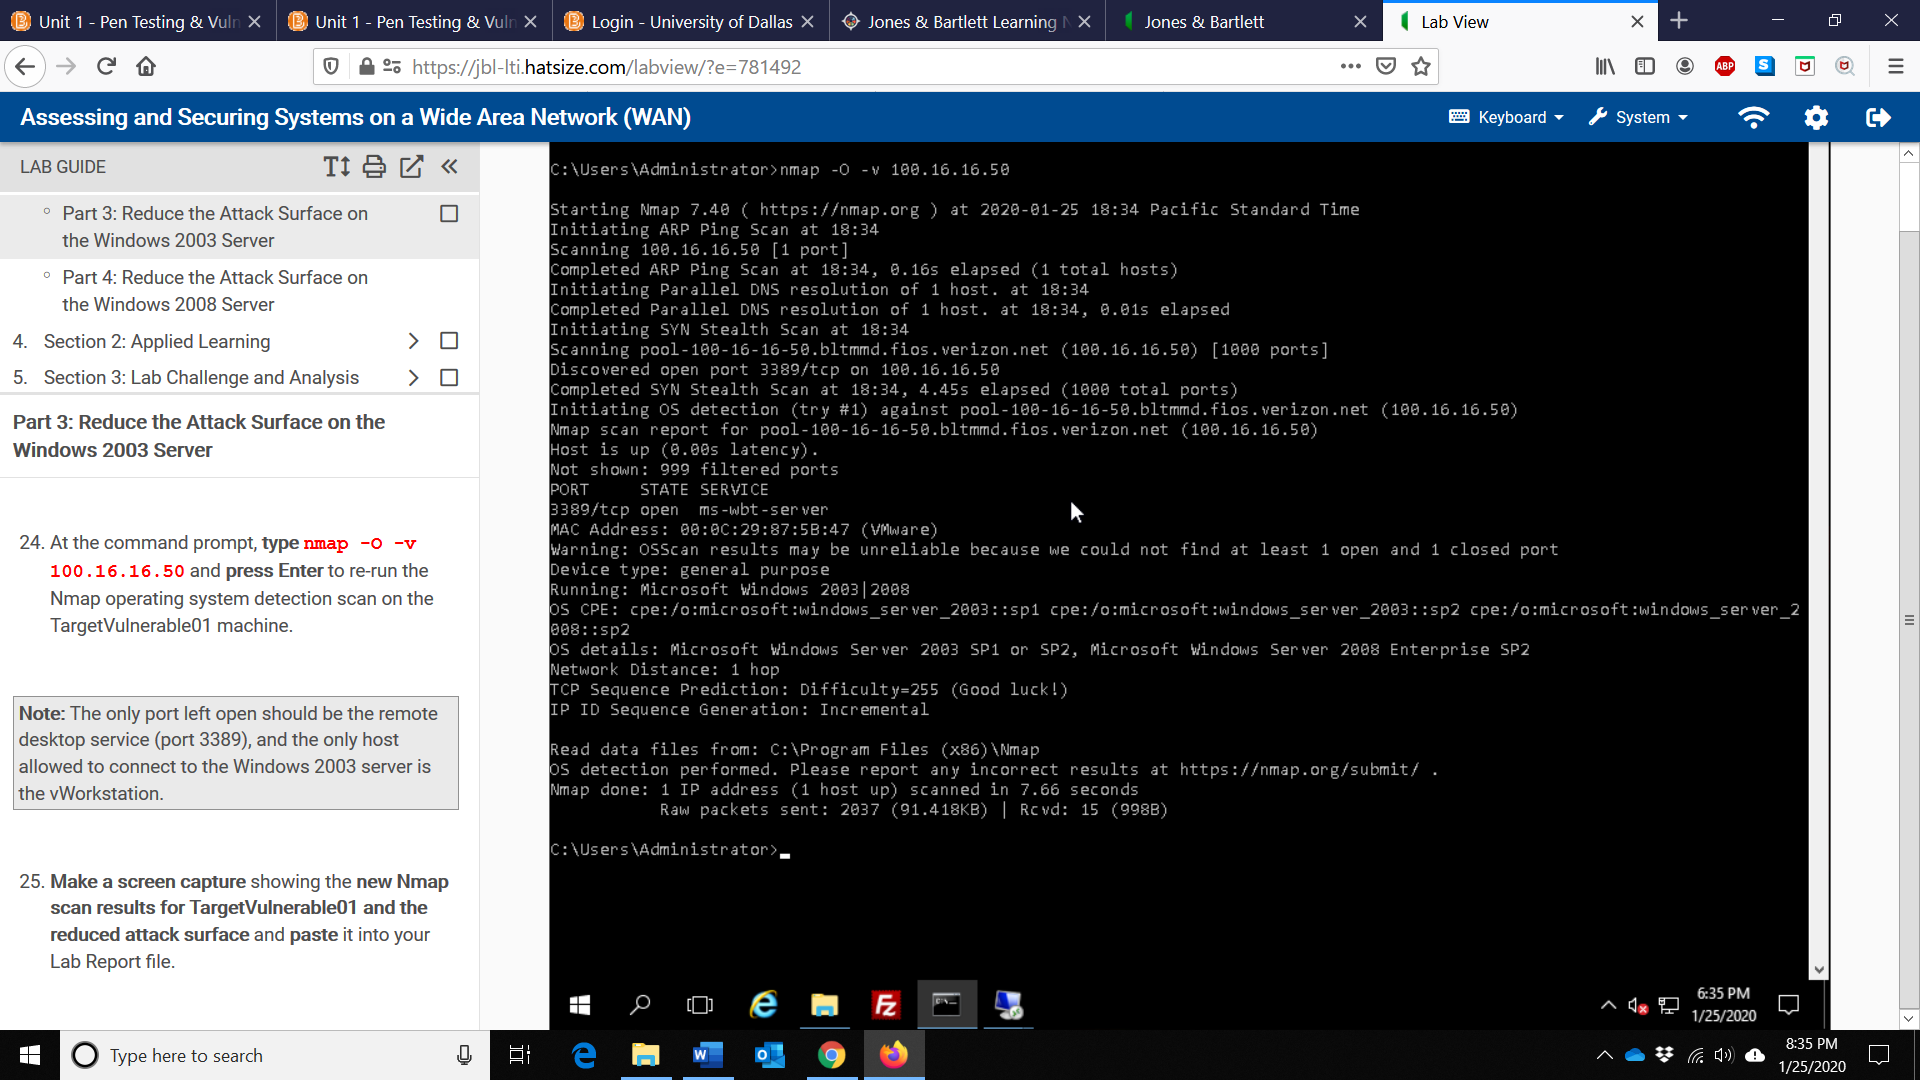 Unit 1 - Pen Testing & Vuln
Unit 1 - Pen Testing & Vuln
Login - University of Dallas
Jones & Bartlett Learning N
Jones & Bartlett
Lab View
https://jbl-lti.hatsize.com/labview/?e=781492
ABP
S
Assessing and Securing Systems on a Wide Area Network (WAN)
Keyboard
System
LAB GUIDE
Part 3: Reduce the Attack Surface on
the Windows 2003 Server
Part 4: Reduce the Attack Surface on
the Windows 2008 Server
4. Section 2: Applied Learning
5. Section 3: Lab Challenge and Analysis
Part 3: Reduce the Attack Surface on the
Windows 2003 Server
24. At the command prompt, type nmap -O -v
100.16.16.50 and press Enter to re-run the
Nmap operating system detection scan on the
TargetVulnerable01 machine.
Note: The only port left open should be the remote
desktop service (port 3389), and the only host
allowed to connect to the Windows 2003 server is
the vWorkstation.
25. Make a screen capture showing the new Nmap
scan results for TargetVulnerable01 and the
reduced attack surface and paste it into your
Lab Report file.
C:\Users\Administrator>nmap -O -v 100.16.16.50
Starting Nmap 7.40 ( https://nmap.org ) at 2020-01-25 18:34 Pacific Standard Time
Initiating ARP Ping Scan at 18:34
Scanning 100.16.16.50 [1 port]
Completed ARP Ping Scan at 18:34, 0.16s elapsed (1 total hosts)
Initiating Parallel DNS resolution of 1 host. at 18:34
Completed Parallel DNS resolution of 1 host. at 18:34, 0.01s elapsed
Initiating SYN Stealth Scan at 18:34
Scanning pool-100-16-16-50.bltmmd.fios.verizon.net (100.16.16.50) [1000 ports]
Discovered open port 3389/tcp on 100.16.16.50
Completed SYN Stealth Scan at 18:34, 4.45s elapsed (1000 total ports)
Initiating OS detection (try #1) against pool-100-16-16-50.bltmmd.fios.verizon.net (100.16.16.50)
Nmap scan report for pool-100-16-16-50.bltmmd.fios.verizon.net (100.16.16.50)
Host is up (0.00s latency).
Not shown: 999 filtered ports
PORT     STATE SERVICE
3389/tcp open  ms-wbt-server
MAC Address: 00:0C:29:87:5B:47 (VMware)
Warning: OSScan results may be unreliable because we could not find at least 1 open and 1 closed port
Device type: general purpose
Running: Microsoft Windows 2003|2008
OS CPE: cpe:/o:microsoft:windows_server_2003::sp1 cpe:/o:microsoft:windows_server_2003::sp2 cpe:/o:microsoft:windows_server_2
008::sp2
OS details: Microsoft Windows Server 2003 SP1 or SP2, Microsoft Windows Server 2008 Enterprise SP2
Network Distance: 1 hop
TCP Sequence Prediction: Difficulty=255 (Good luck!)
IP ID Sequence Generation: Incremental
Read data files from: C:\Program Files (x86)\Nmap
OS detection performed. Please report any incorrect results at https://nmap.org/submit/ .
Nmap done: 1 IP address (1 host up) scanned in 7.66 seconds
Raw packets sent: 2037 (91.418KB) | Rcvd: 15 (998B)
C:\Users\Administrator>
6:35 PM
1/25/2020
Type here to search
8:35 PM
1/25/2020